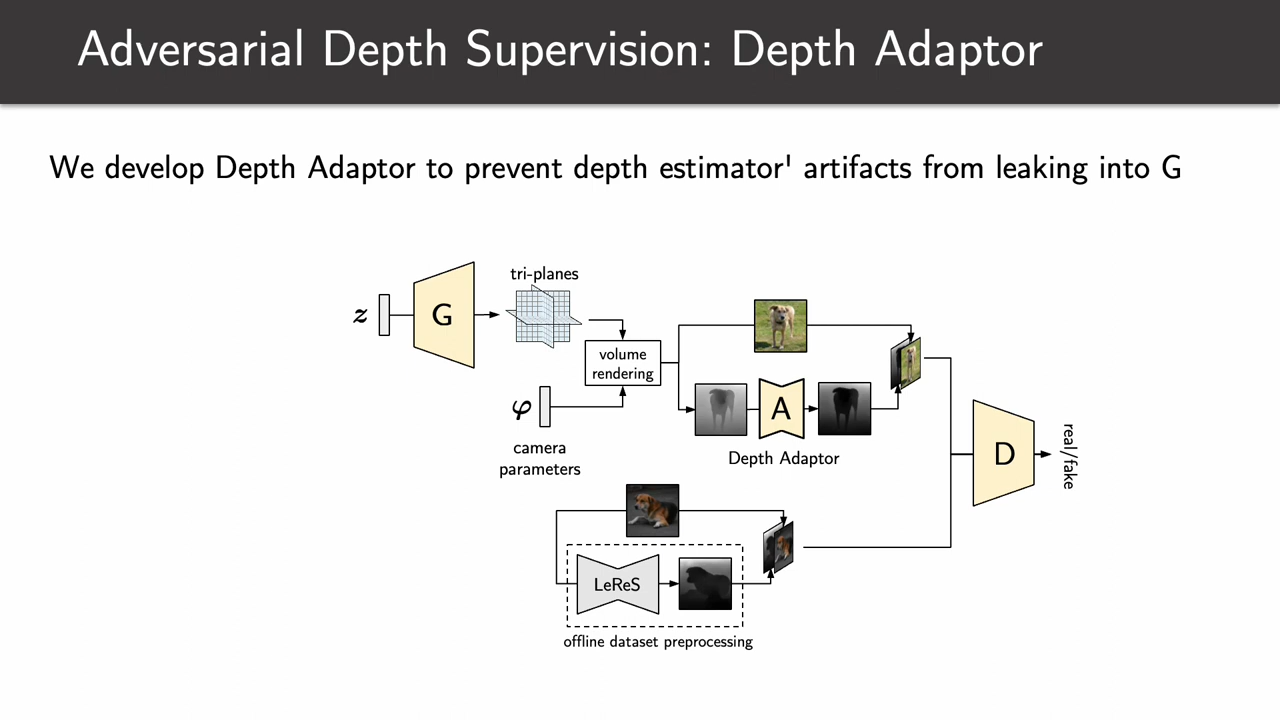 Adversarial Depth Supervision: Depth Adaptor
We develop Depth Adaptor to prevent depth estimator' artifacts from leaking into G
tri-planes
z
G
volume
rendering
φ
camera
parameters
A
Depth Adaptor
D
real/fake
LeReS
offline dataset preprocessing